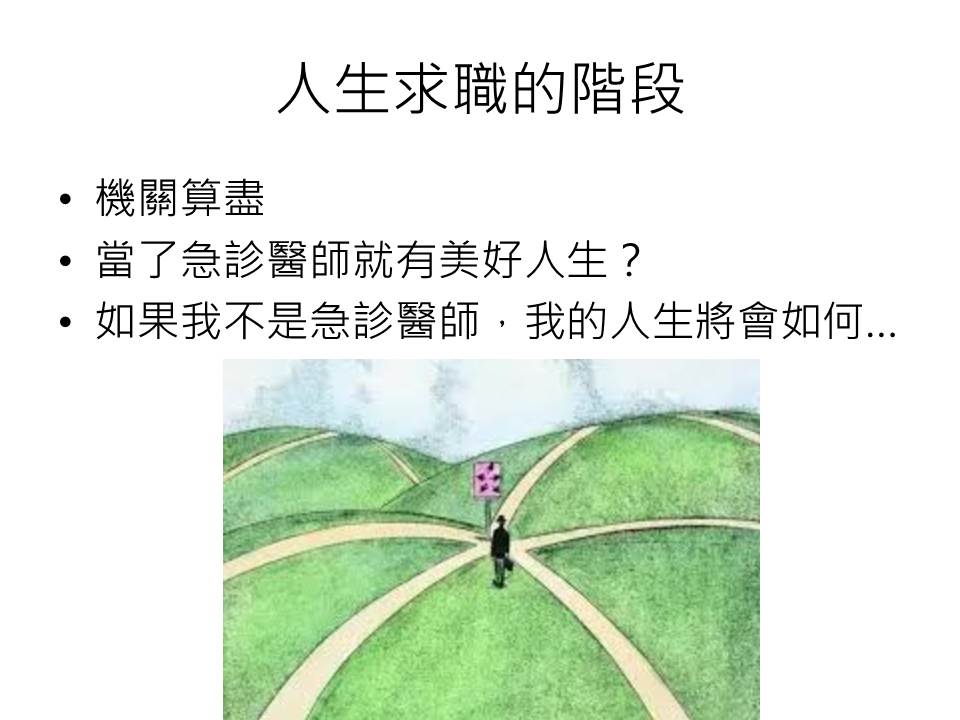 人生求職的階段
• 機關算盡
• 當了急診醫師就有美好人生？
• 如果我不是急診醫師，我的人生將會如何…